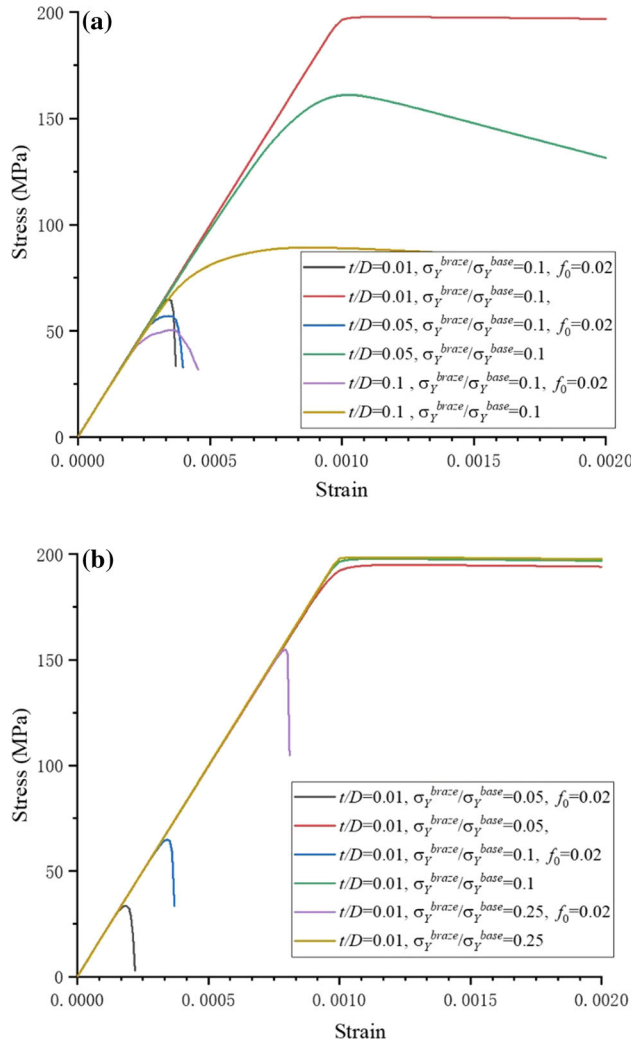 (a)
200
150
100
50
0
Stress (MPa)
t/D=0.01, σ_Y^braze/σ_Y^base=0.1, f₀=0.02
t/D=0.01, σ_Y^braze/σ_Y^base=0.1,
t/D=0.05, σ_Y^braze/σ_Y^base=0.1, f₀=0.02
t/D=0.05, σ_Y^braze/σ_Y^base=0.1
t/D=0.1 , σ_Y^braze/σ_Y^base=0.1, f₀=0.02
t/D=0.1 , σ_Y^braze/σ_Y^base=0.1
0.0000 0.0005 0.0010 0.0015 0.0020
Strain
(b)
200
150
100
50
0
Stress (MPa)
t/D=0.01, σ_Y^braze/σ_Y^base=0.05, f₀=0.02
t/D=0.01, σ_Y^braze/σ_Y^base=0.05,
t/D=0.01, σ_Y^braze/σ_Y^base=0.1, f₀=0.02
t/D=0.01, σ_Y^braze/σ_Y^base=0.1
t/D=0.01, σ_Y^braze/σ_Y^base=0.25, f₀=0.02
t/D=0.01, σ_Y^braze/σ_Y^base=0.25
0.0000 0.0005 0.0010 0.0015 0.0020
Strain